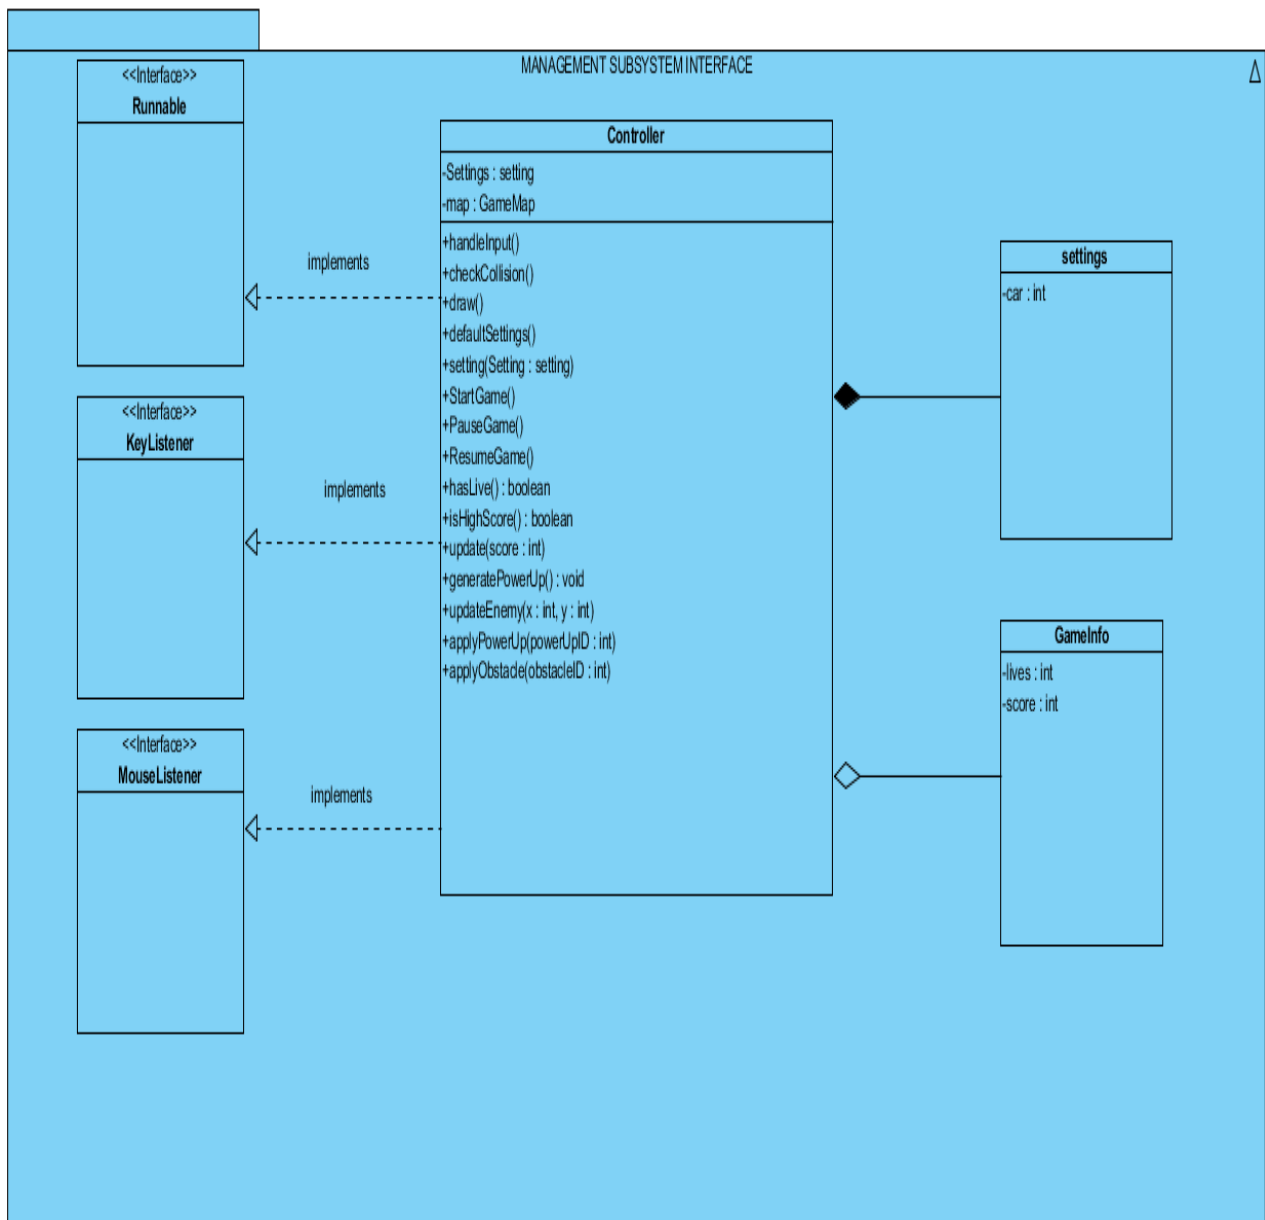 MANAGEMENT SUBSYSTEM INTERFACE
<<Interface>>
Runnable
<<Interface>>
KeyListener
<<Interface>>
MouseListener
implements
implements
implements
Controller
-Settings : setting
-map : GameMap
+handleInput()
+checkCollision()
+draw()
+defaultSettings()
+setting(Setting : setting)
+StartGame()
+PauseGame()
+ResumeGame()
+hasLive() : boolean
+isHighScore() : boolean
+update(score : int)
+generatePowerUp() : void
+updateEnemy(x : int, y : int)
+applyPowerUp(powerUpID : int)
+applyObstacle(obstacleID : int)
settings
-car : int
GameInfo
-lives : int
-score : int